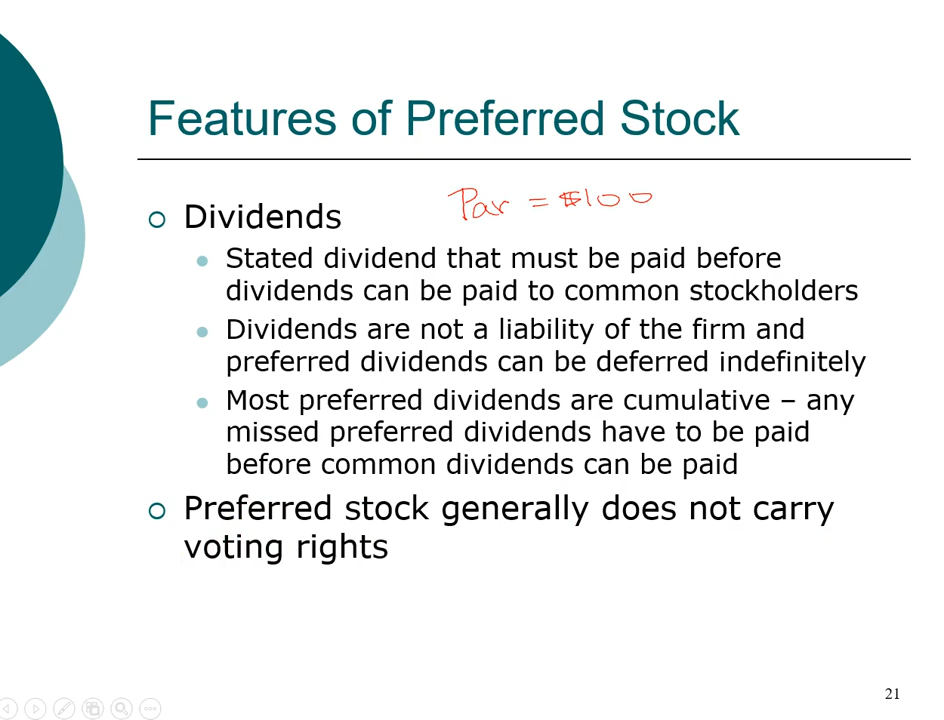 Features of Preferred Stock
Par = $100
Dividends
Stated dividend that must be paid before
dividends can be paid to common stockholders
Dividends are not a liability of the firm and
preferred dividends can be deferred indefinitely
Most preferred dividends are cumulative – any
missed preferred dividends have to be paid
before common dividends can be paid
Preferred stock generally does not carry
voting rights
21